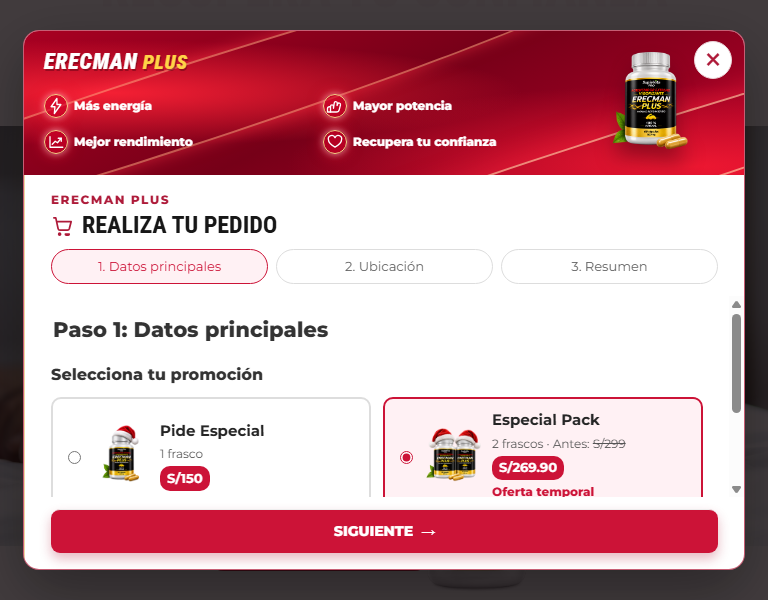 ERECMAN PLUS
Más energía
Mayor potencia
Mejor rendimiento
Recupera tu confianza
ERECMAN
PLUS
ERECMAN PLUS
REALIZA TU PEDIDO
1. Datos principales
2. Ubicación
3. Resumen
Paso 1: Datos principales
Selecciona tu promoción
Pide Especial
1 frasco
S/150
Especial Pack
2 frascos · Antes: S/299
S/269.90
Oferta temporal
SIGUIENTE →